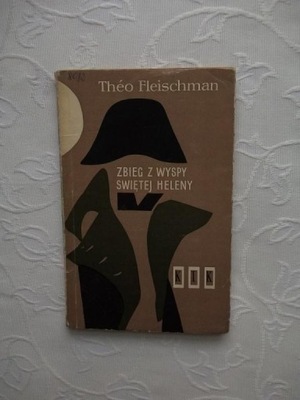 Théo Fleischman
ZBIEG Z WYSPY
ŚWIĘTEJ HELENY
K K K